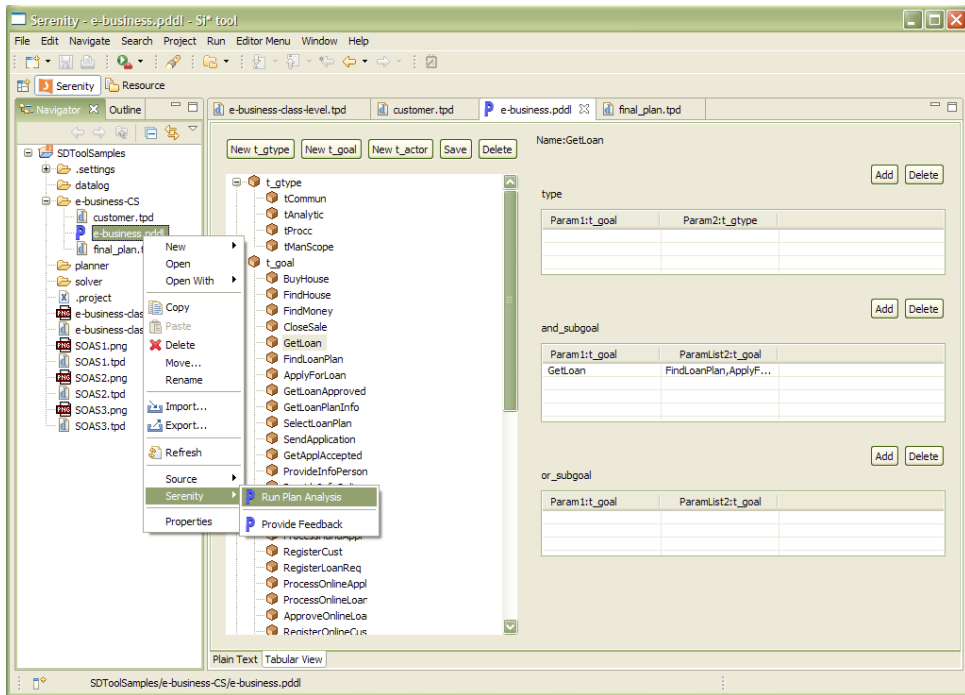 Serenity - e-business.pddl - Si* tool
File Edit Navigate Search Project Run Editor Menu Window Help
Serenity Resource
Navigator Outline
e-business-class-level.tpd customer.tpd e-business.pddl final_plan.tpd
SDToolSamples
.settings
datalog
e-business-CS
customer.tpd
e-business.pddl
final_plan.t
planner
solver
.project
e-business-clas
e-business-clas
SOAS1.png
SOAS1.tpd
SOAS2.png
SOAS2.tpd
SOAS3.png
SOAS3.tpd
New
Open
Open With
Copy
Paste
Delete
Move...
Rename
Import...
Export...
Refresh
Source
Serenity
Properties
Run Plan Analysis
Provide Feedback
New t_gtype New t_goal New t_actor Save Delete
t_gtype
tCommun
tAnalytic
tProcc
tManScope
t_goal
BuyHouse
FindHouse
FindMoney
CloseSale
GetLoan
FindLoanPlan
ApplyForLoan
GetLoanApproved
GetLoanPlanInfo
SelectLoanPlan
SendApplication
GetApplAccepted
ProvideInfoPerson
RegisterCust
RegisterLoanReq
ProcessOnlineAppl
ProcessOnlineLoar
ApproveOnlineLoa
RegisterOnlineCus
Name:GetLoan
Add Delete
type
Param1:t_goal Param2:t_gtype
Add Delete
and_subgoal
Param1:t_goal ParamList2:t_goal
GetLoan FindLoanPlan,ApplyF...
Add Delete
or_subgoal
Param1:t_goal ParamList2:t_goal
Plain Text Tabular View
SDToolSamples/e-business-CS/e-business.pddl